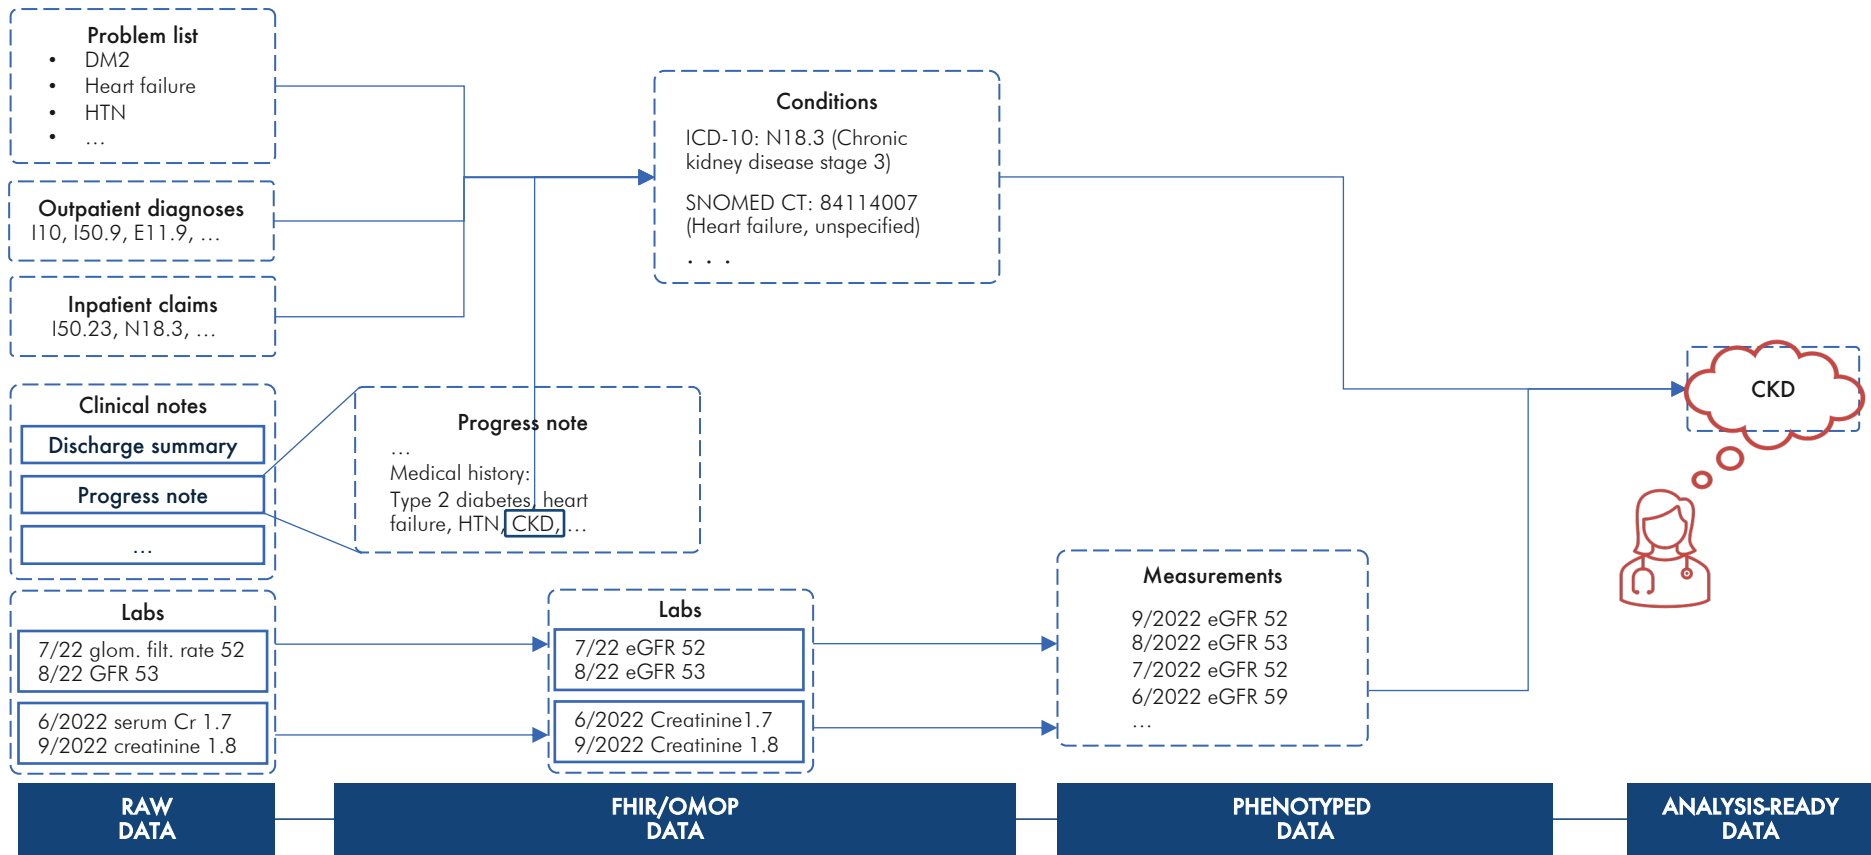 Problem list
• DM2
• Heart failure
• HTN
• …
Outpatient diagnoses
I10, I50.9, E11.9, …
Inpatient claims
I50.23, N18.3, …
Clinical notes
Discharge summary
Progress note
…
Labs
7/22 glom. filt. rate 52
8/22 GFR 53
6/2022 serum Cr 1.7
9/2022 creatinine 1.8
Progress note
…
Medical history:
Type 2 diabetes, heart
failure, HTN, CKD, …
Conditions
ICD-10: N18.3 (Chronic
kidney disease stage 3)
SNOMED CT: 84114007
(Heart failure, unspecified)
. . .
Labs
7/22 eGFR 52
8/22 eGFR 53
6/2022 Creatinine1.7
9/2022 Creatinine 1.8
Measurements
9/2022 eGFR 52
8/2022 eGFR 53
7/2022 eGFR 52
6/2022 eGFR 59
…
CKD
RAW
DATA
FHIR/OMOP
DATA
PHENOTYPED
DATA
ANALYSIS-READY
DATA